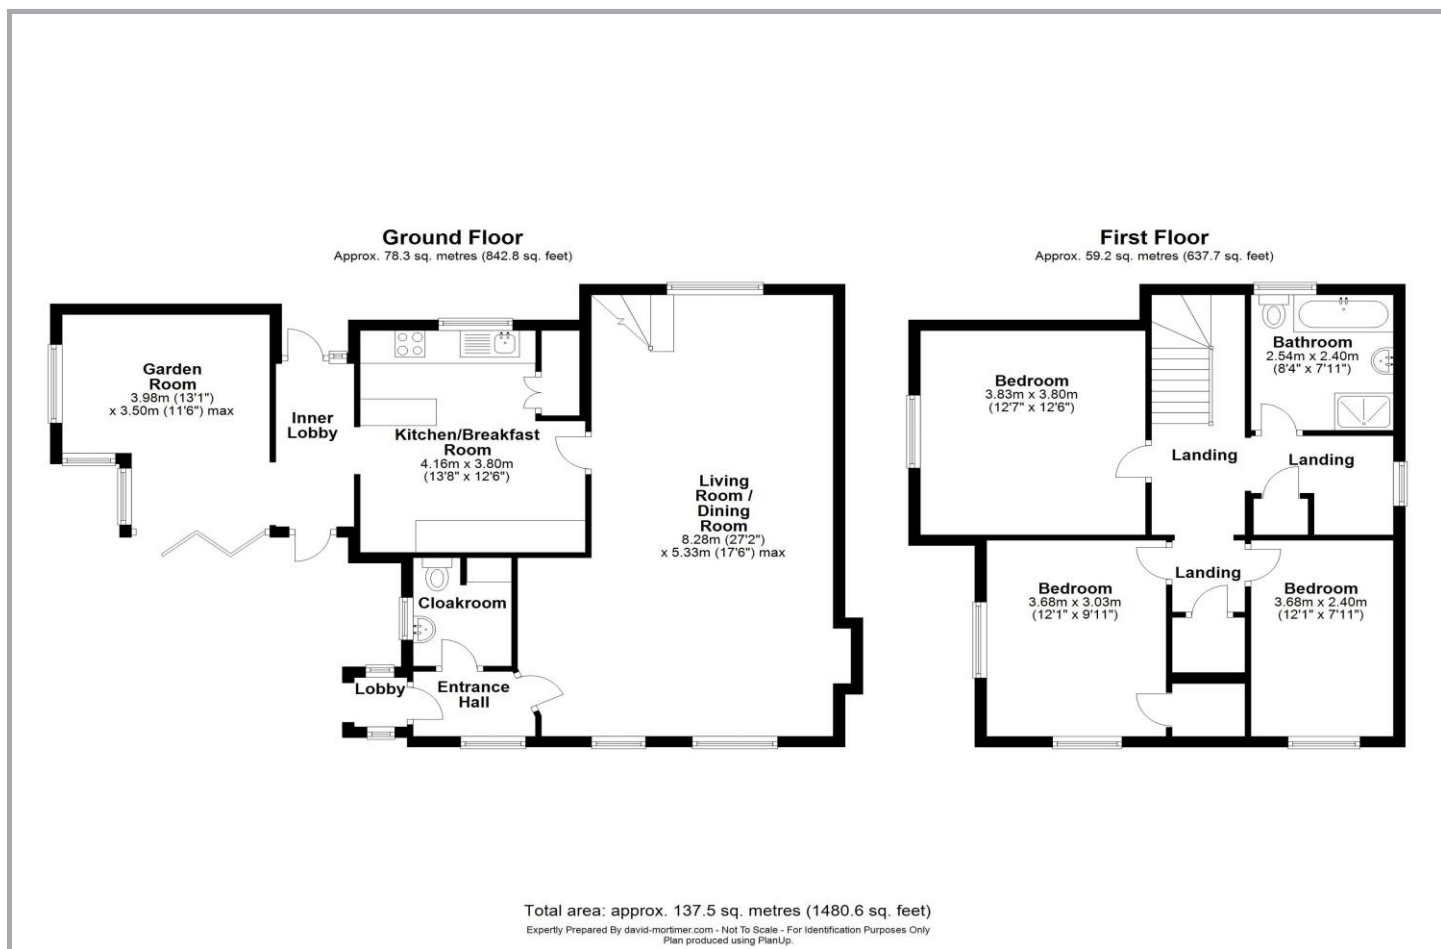 Ground Floor
Approx. 78.3 sq. metres (842.8 sq. feet)
Garden
Room
3.98m (13'1")
x 3.50m (11'6") max
Inner
Lobby
Kitchen/Breakfast
Room
4.16m x 3.80m
(13'8" x 12'6")
Living
Room /
Dining
Room
8.28m (27'2")
x 5.33m (17'6") max
Cloakroom
Lobby
Entrance
Hall
First Floor
Approx. 59.2 sq. metres (637.7 sq. feet)
Bathroom
2.54m x 2.40m
(8'4" x 7'11")
Bedroom
3.83m x 3.80m
(12'7" x 12'6")
Landing
Landing
Bedroom
3.68m x 3.03m
(12'1" x 9'11")
Landing
Bedroom
3.68m x 2.40m
(12'1" x 7'11")
Total area: approx. 137.5 sq. metres (1480.6 sq. feet)
Expertly Prepared By david-mortimer.com - Not To Scale - For Identification Purposes Only
Plan produced using PlanUp.